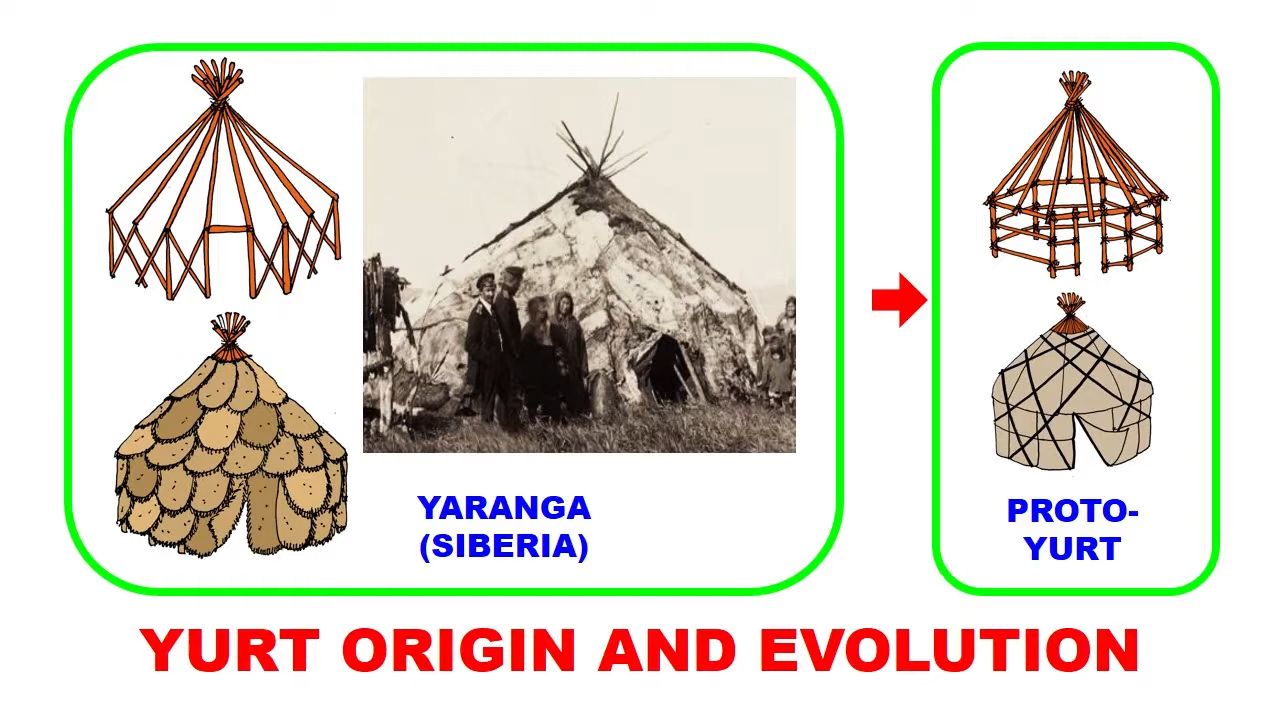 YARANGA
(SIBERIA)
PROTO-
YURT
YURT ORIGIN AND EVOLUTION